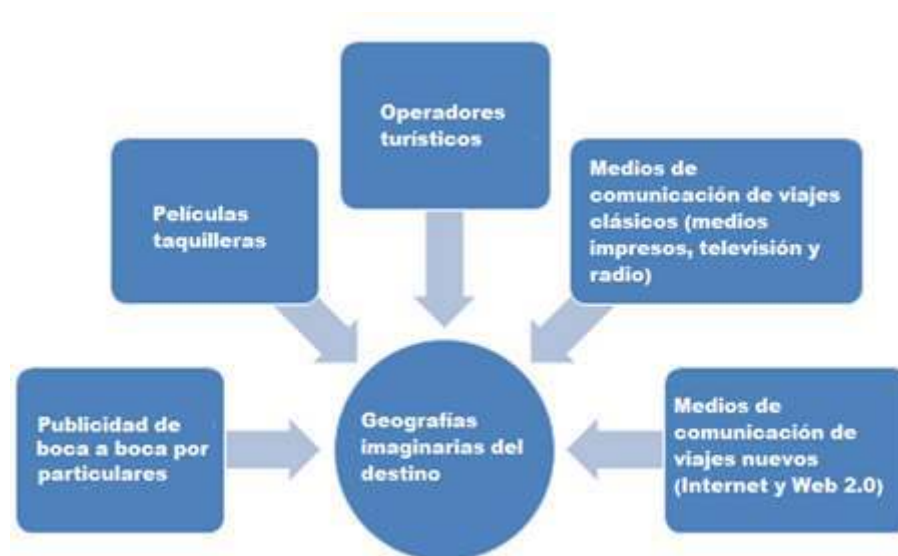 Operadores
turísticos
Películas
taquilleras
Medios de
comunicación de viajes
clásicos (medios
impresos, televisión y
radio)
Publicidad de
boca a boca por
particulares
Geografías
imaginarias del
destino
Medios de
comunicación de
viajes nuevos
(Internet y Web 2.0)